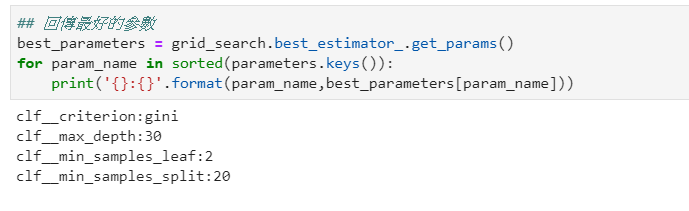 ## 回傳最好的參數
best_parameters = grid_search.best_estimator_.get_params()
for param_name in sorted(parameters.keys()):
    print('{}:{}'.format(param_name,best_parameters[param_name]))
clf__criterion:gini
clf__max_depth:30
clf__min_samples_leaf:2
clf__min_samples_split:20